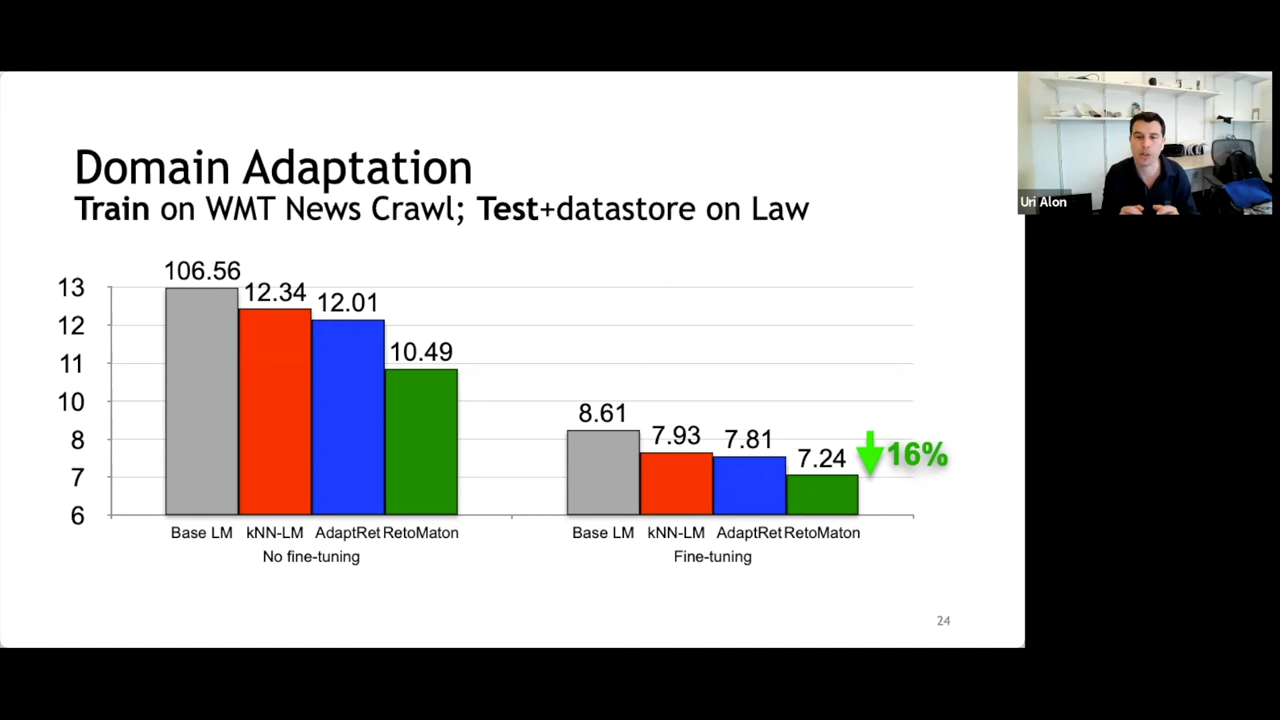 Domain Adaptation
Train on WMT News Crawl; Test+datastore on Law
Uri Alon
106.56
12.34
12.01
10.49
8.61
7.93
7.81
7.24
16%
13
12
11
10
8
7
6
Base LM kNN-LM AdaptRet RetoMaton
No fine-tuning
Base LM kNN-LM AdaptRet RetoMaton
Fine-tuning
24